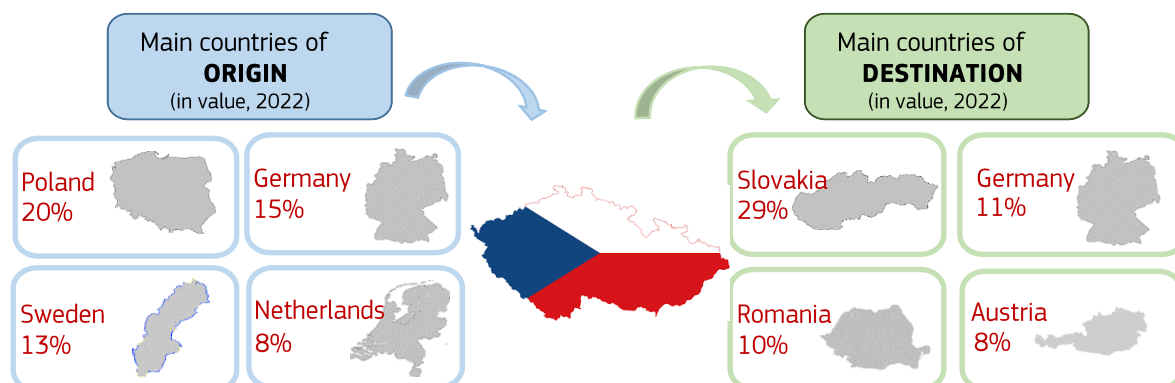 Main countries of
ORIGIN
(in value, 2022)
Main countries of
DESTINATION
(in value, 2022)
Poland
20%
Germany
15%
Slovakia
29%
Germany
11%
Sweden
13%
Netherlands
8%
Romania
10%
Austria
8%